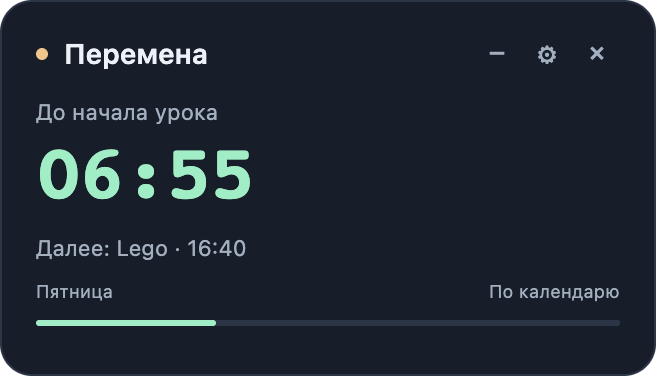 Перемена
До начала урока
06:55
Далее: Lego · 16:40
Пятница По календарю